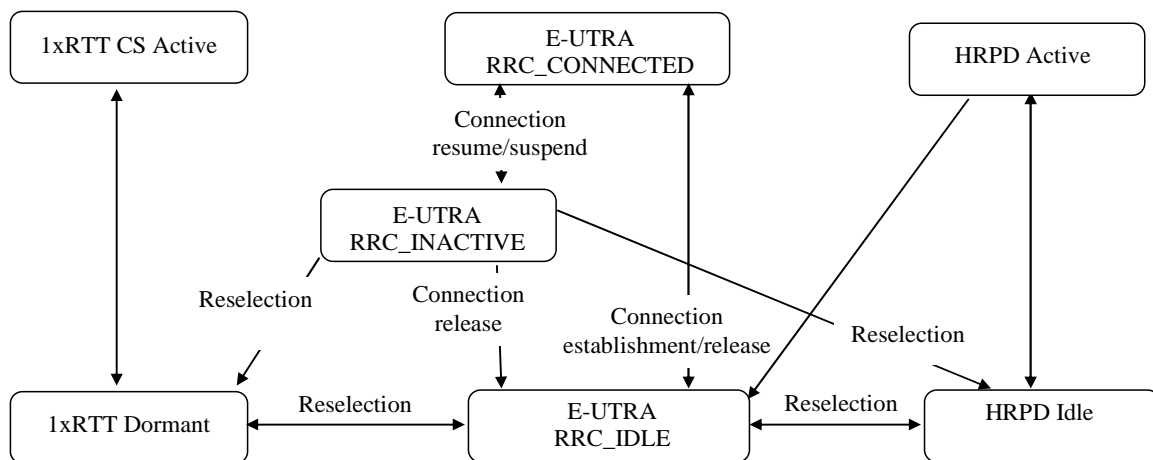 1xRTT CS Active
E-UTRA
RRC_CONNECTED
HRPD Active
Connection
resume/suspend
E-UTRA
RRC_INACTIVE
Reselection
Connection
release
Connection
establishment/release
Reselection
1xRTT Dormant
Reselection
E-UTRA
RRC_IDLE
Reselection
HRPD Idle